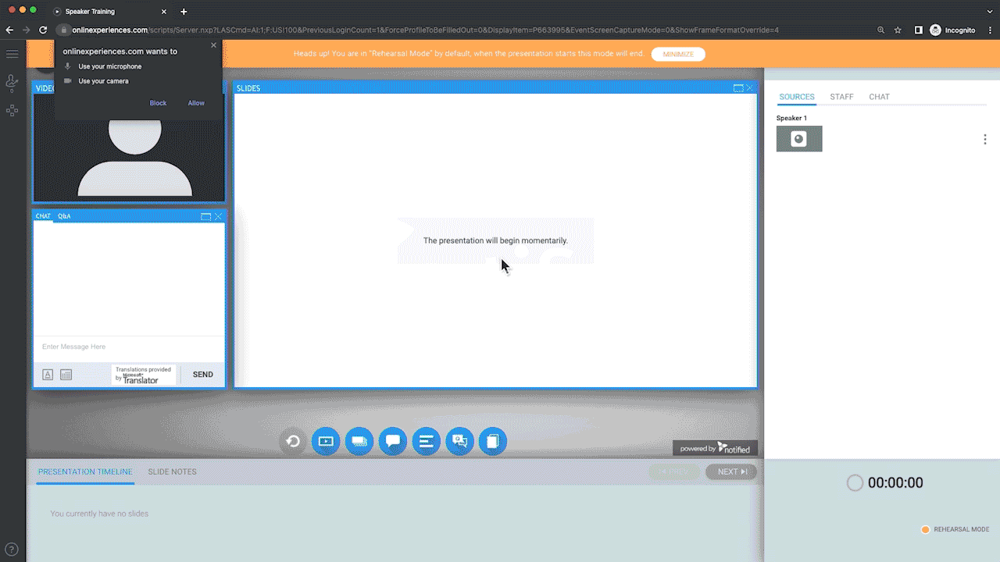 Speaker Training
onlinexperiences.com/scripts/Server.nxp?LASCmd=AI:1;F:US!100&PreviousLoginCount=1&ForceProfileToBeFilledOut=0&DisplayItem=P663995&EventScreenCaptureMode=0&ShowFrameFormatOverride=4
Incognito
onlinexperiences.com wants to
Use your microphone
Use your camera
Block
Allow
Heads up! You are in "Rehearsal Mode" by default, when the presentation starts this mode will end.
MINIMIZE
SLIDES
SOURCES
STAFF
CHAT
Speaker 1
The presentation will begin momentarily.
CHAT
Q&A
Enter Message Here
Translations provided
by Microsoft
Translator
SEND
powered by notified
PRESENTATION TIMELINE
SLIDE NOTES
PREV
NEXT
00:00:00
You currently have no slides
REHEARSAL MODE